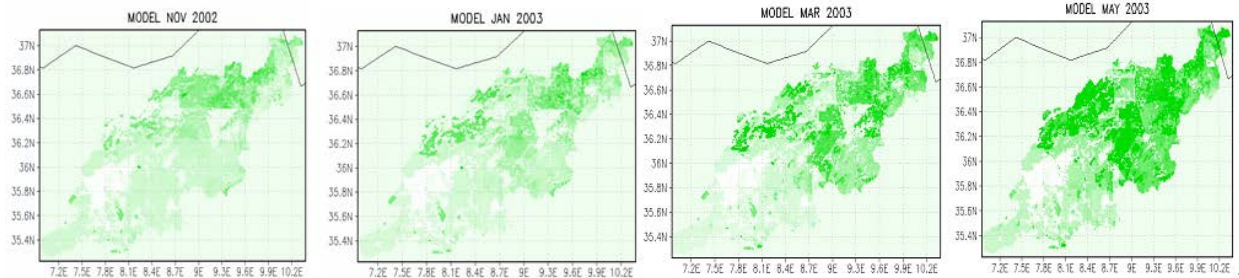 MODEL NOV 2002
37N
36.8N
36.6N
36.4N
36.2N
36N
35.8N
35.6N
35.4N
7.2E 7.5E 7.8E 8.1E 8.4E 8.7E 9E 9.3E 9.6E 9.9E 10.2E
MODEL JAN 2003
37N
36.8N
36.6N
36.4N
36.2N
36N
35.8N
35.6N
35.4N
7.2E 7.5E 7.8E 8.1E 8.4E 8.7E 9E 9.3E 9.6E 9.9E 10.2E
MODEL MAR 2003
37N
36.8N
36.6N
36.4N
36.2N
36N
35.8N
35.6N
35.4N
7.2E 7.5E 7.8E 8.1E 8.4E 8.7E 9E 9.3E 9.6E 9.9E 10.2E
MODEL MAY 2003
37N
36.8N
36.6N
36.4N
36.2N
36N
35.8N
35.6N
35.4N
7.2E 7.5E 7.8E 8.1E 8.4E 8.7E 9E 9.3E 9.6E 9.9E 10.2E